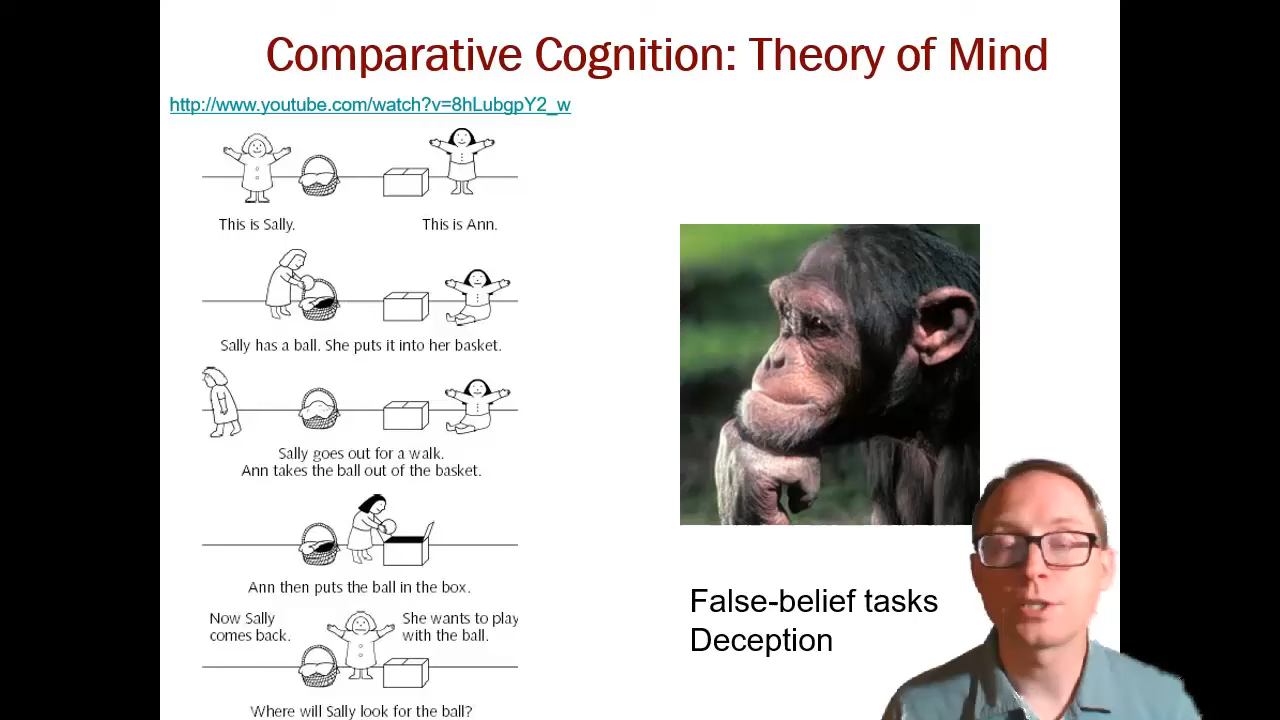 Comparative Cognition: Theory of Mind
http://www.youtube.com/watch?v=8hLubgpY2_w
This is Sally.
This is Ann.
Sally has a ball. She puts it into her basket.
Sally goes out for a walk.
Ann takes the ball out of the basket.
Ann then puts the ball in the box.
Now Sally
comes back.
She wants to play
with the ball.
Where will Sally look for the ball?
False-belief tasks
Deception